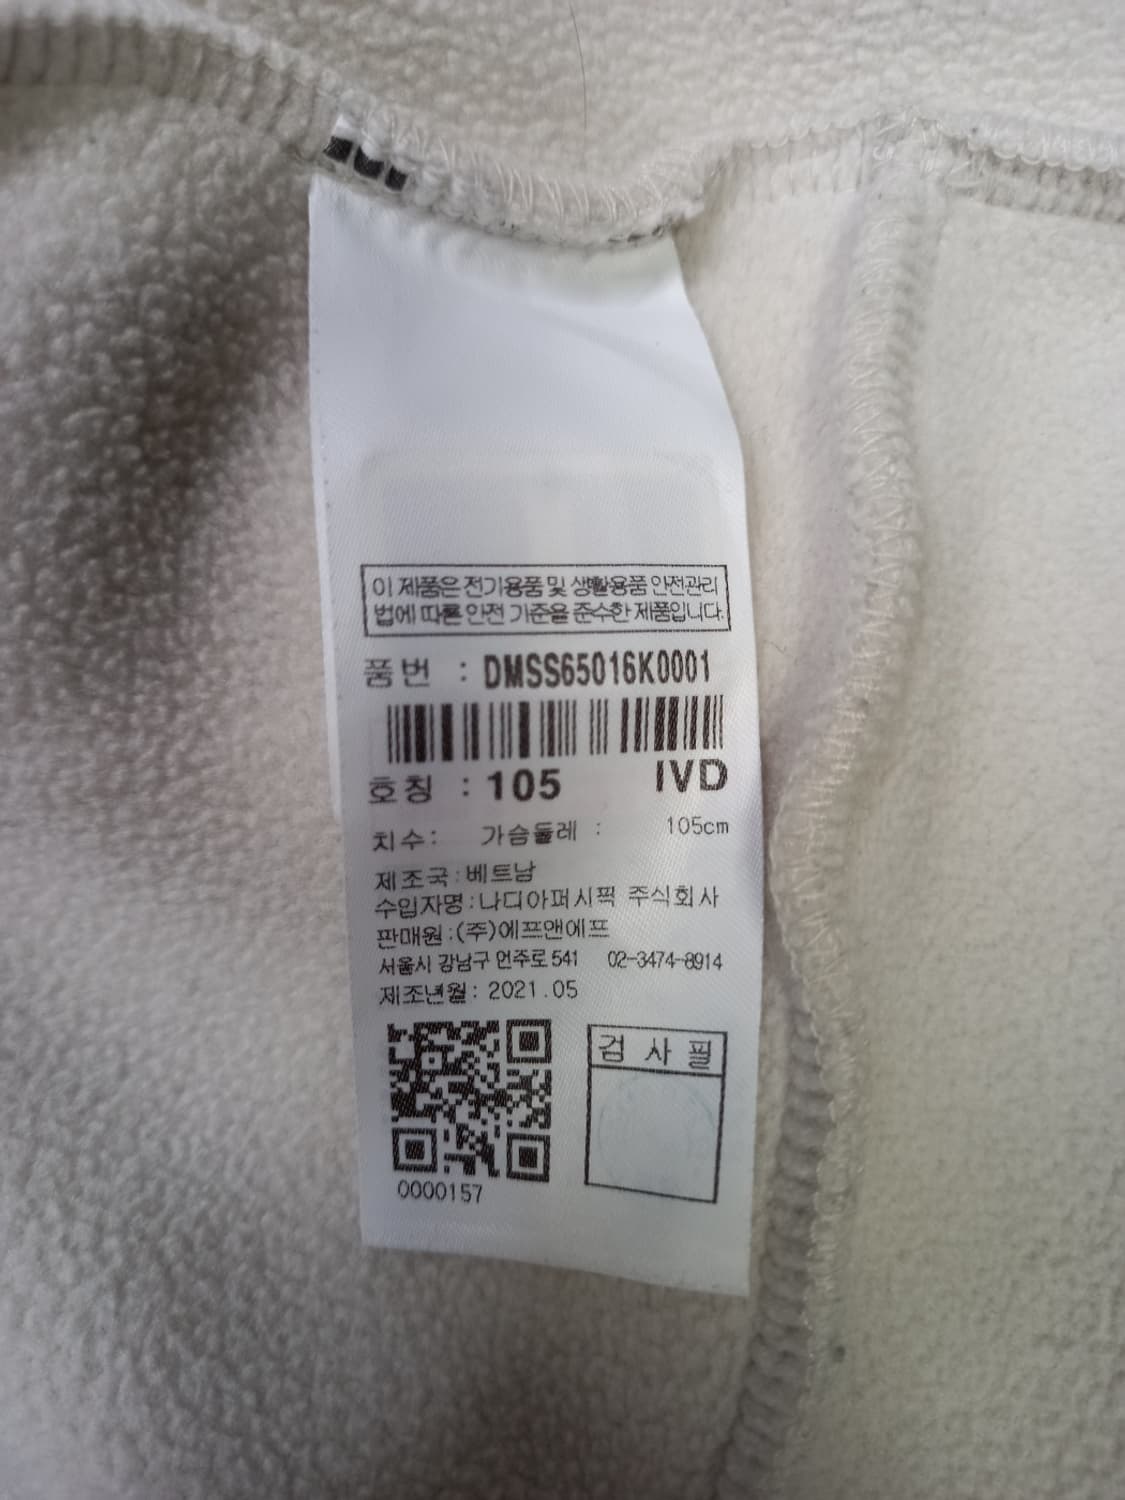 이 제품은 전기용품 및 생활용품 안전관리
법에 따른 안전 기준을 준수한 제품입니다.
품번 : DMSS65016K0001
호칭 : 105 IVD
치수: 가슴둘레 : 105cm
제조국:베트남
수입자명:나디아퍼시픽 주식회사
판매원:(주)에프앤에프
서울시 강남구 언주로 541 02-3474-8914
제조년월: 2021.05
검 사 필
0000157